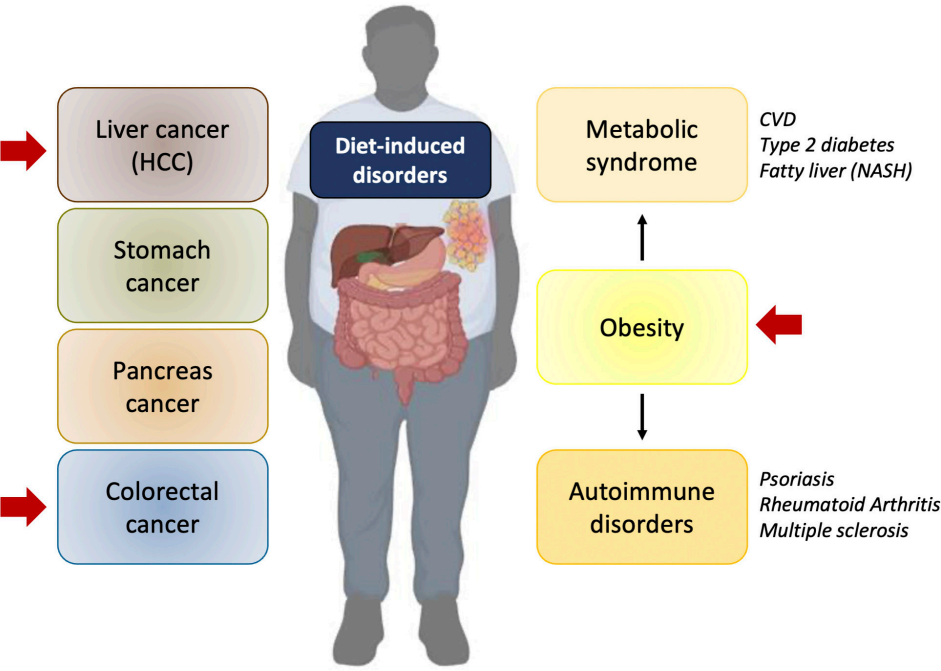 Diet-induced
disorders
Liver cancer
(HCC)
Stomach
cancer
Pancreas
cancer
Colorectal
cancer
Metabolic
syndrome
CVD
Type 2 diabetes
Fatty liver (NASH)
Obesity
Autoimmune
disorders
Psoriasis
Rheumatoid Arthritis
Multiple sclerosis